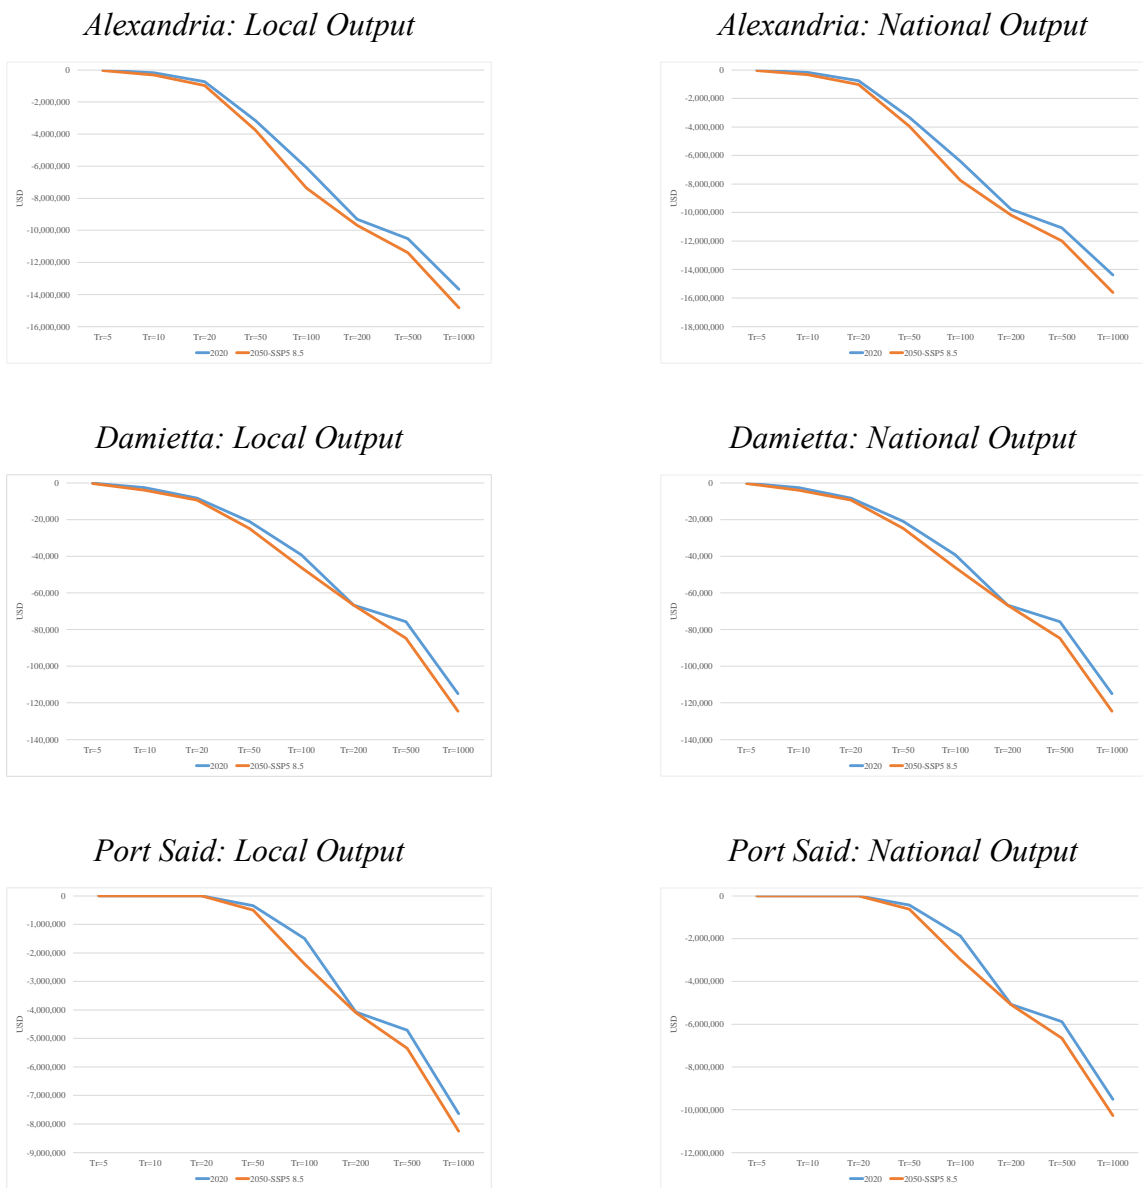 Alexandria: Local Output
Alexandria: National Output
0
-2,000,000
-4,000,000
-6,000,000
-8,000,000
-10,000,000
-12,000,000
-14,000,000
-16,000,000
USD
Tr=5 Tr=10 Tr=20 Tr=50 Tr=100 Tr=200 Tr=500 Tr=1000
2020 2050-SSP5 8.5
0
-2,000,000
-4,000,000
-6,000,000
-8,000,000
-10,000,000
-12,000,000
-14,000,000
-16,000,000
-18,000,000
USD
Tr=5 Tr=10 Tr=20 Tr=50 Tr=100 Tr=200 Tr=500 Tr=1000
2020 2050-SSP5 8.5
Damietta: Local Output
Damietta: National Output
0
-20,000
-40,000
-60,000
-80,000
-100,000
-120,000
-140,000
USD
Tr=5 Tr=10 Tr=20 Tr=50 Tr=100 Tr=200 Tr=500 Tr=1000
2020 2050-SSP5 8.5
0
-20,000
-40,000
-60,000
-80,000
-100,000
-120,000
-140,000
USD
Tr=5 Tr=10 Tr=20 Tr=50 Tr=100 Tr=200 Tr=500 Tr=1000
2020 2050-SSP5 8.5
Port Said: Local Output
Port Said: National Output
0
-1,000,000
-2,000,000
-3,000,000
-4,000,000
-5,000,000
-6,000,000
-7,000,000
-8,000,000
-9,000,000
USD
Tr=5 Tr=10 Tr=20 Tr=50 Tr=100 Tr=200 Tr=500 Tr=1000
2020 2050-SSP5 8.5
0
-2,000,000
-4,000,000
-6,000,000
-8,000,000
-10,000,000
-12,000,000
USD
Tr=5 Tr=10 Tr=20 Tr=50 Tr=100 Tr=200 Tr=500 Tr=1000
2020 2050-SSP5 8.5